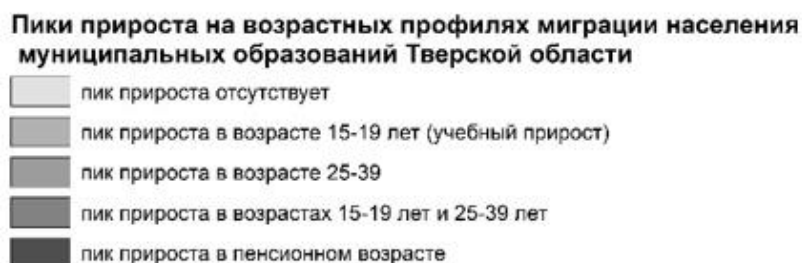 Пики прироста на возрастных профилях миграции населения
муниципальных образований Тверской области
пик прироста отсутствует
пик прироста в возрасте 15-19 лет (учебный прирост)
пик прироста в возрасте 25-39
пик прироста в возрастах 15-19 лет и 25-39 лет
пик прироста в пенсионном возрасте